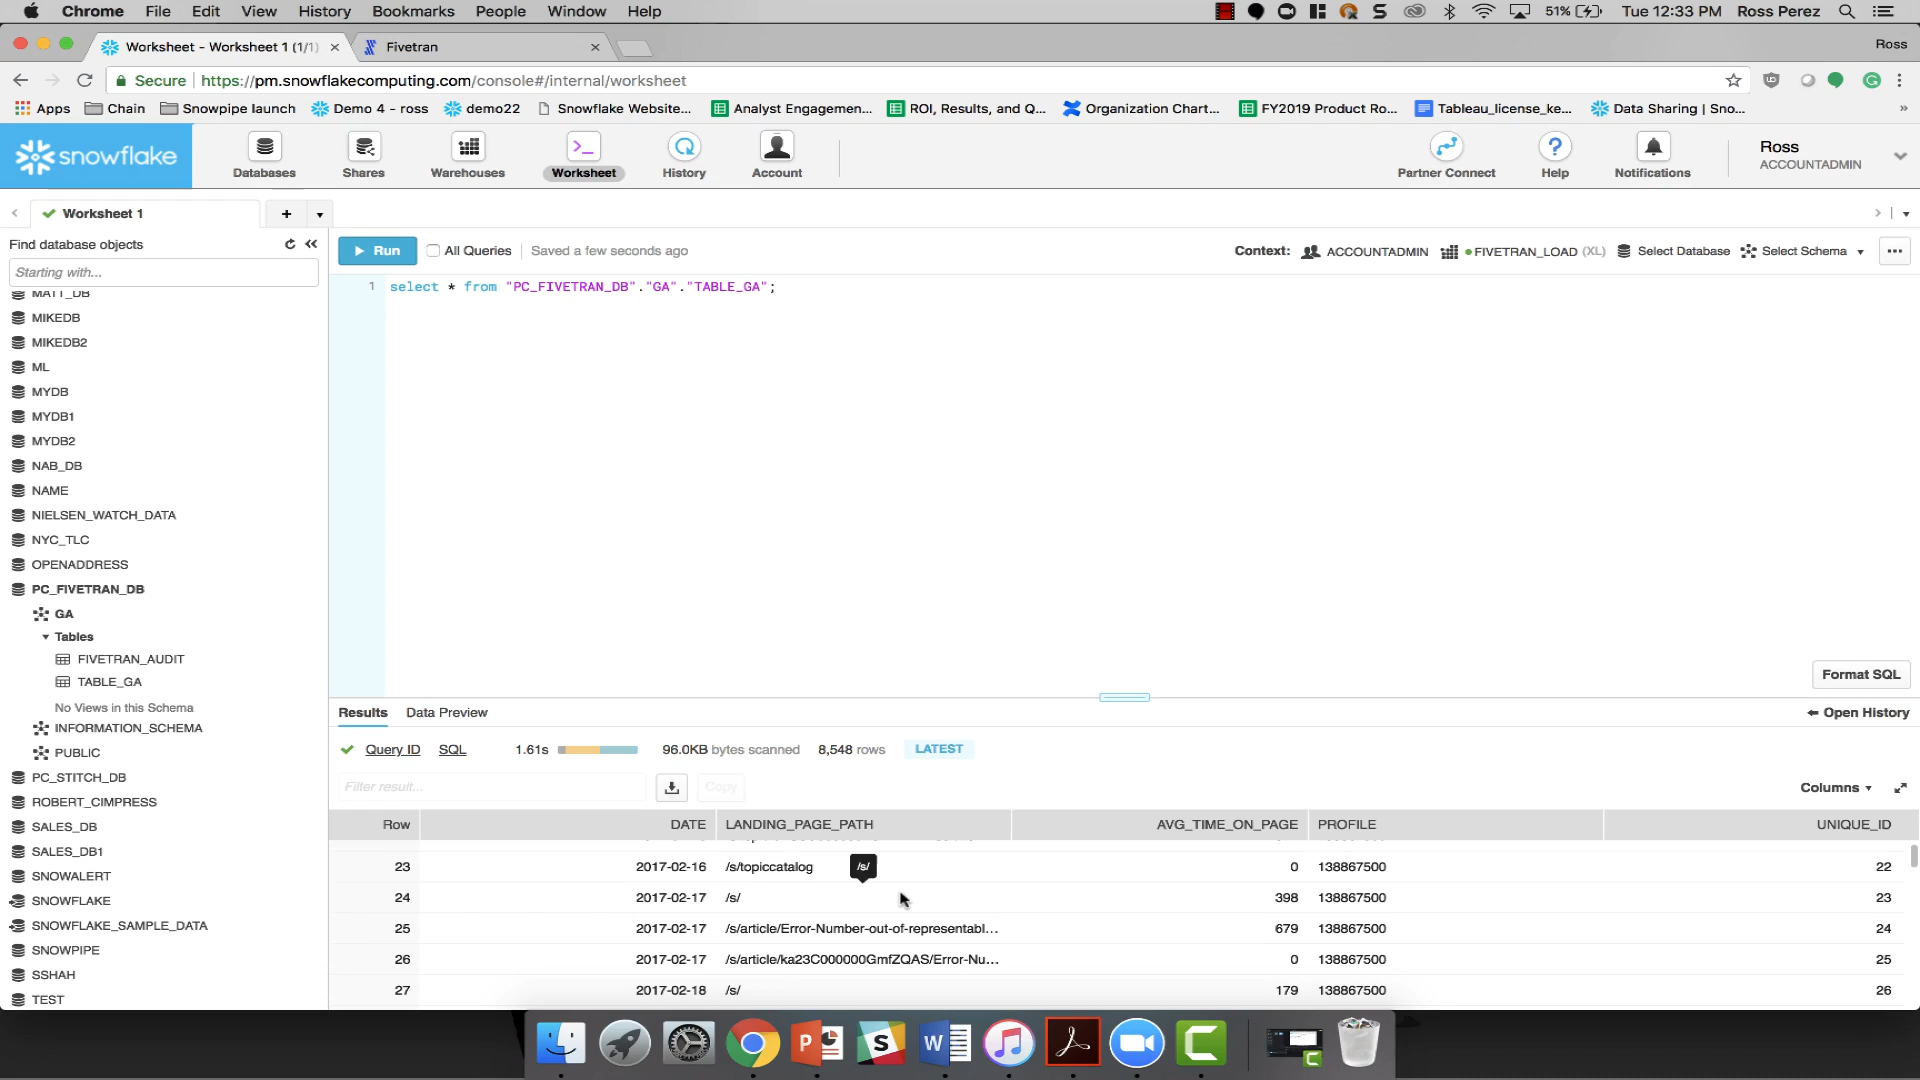 Chrome File Edit View History Bookmarks People Window Help 51% Tue 12:33 PM Ross Perez
Worksheet - Worksheet 1 (1/1) Fivetran Ross
Secure https://pm.snowflakecomputing.com/console#/internal/worksheet
Apps Chain Snowpipe launch Demo 4 - ross demo22 Snowflake Website... Analyst Engagemen... ROI, Results, and Q... Organization Chart... FY2019 Product Ro... Tableau_license_ke... Data Sharing | Sno... »
snowflake Databases Shares Warehouses Worksheet History Account Partner Connect Help Notifications Ross
ACCOUNTADMIN
Worksheet 1 +
Find database objects
Starting with...
Run All Queries Saved a few seconds ago Context: ACCOUNTADMIN FIVETRAN_LOAD (XL) Select Database Select Schema ...
1 select * from "PC_FIVETRAN_DB"."GA"."TABLE_GA";
MATT_DB
MIKEDB
MIKEDB2
ML
MYDB
MYDB1
MYDB2
NAB_DB
NAME
NIELSEN_WATCH_DATA
NYC_TLC
OPENADDRESS
PC_FIVETRAN_DB
GA
Tables
FIVETRAN_AUDIT
TABLE_GA
No Views in this Schema
INFORMATION_SCHEMA
PUBLIC
PC_STITCH_DB
ROBERT_CIMPRESS
SALES_DB
SALES_DB1
SNOWALERT
SNOWFLAKE
SNOWFLAKE_SAMPLE_DATA
SNOWPIPE
SSHAH
TEST
Format SQL
Results Data Preview Open History
Query ID SQL 1.61s 96.0KB bytes scanned 8,548 rows LATEST
Filter result... Copy Columns
Row DATE LANDING_PAGE_PATH AVG_TIME_ON_PAGE PROFILE UNIQUE_ID
23 2017-02-16 /s/topiccatalog 0 138867500 22
/s/
24 2017-02-17 /s/ 398 138867500 23
25 2017-02-17 /s/article/Error-Number-out-of-representabl... 679 138867500 24
26 2017-02-17 /s/article/ka23C000000GmfZQAS/Error-Nu... 0 138867500 25
27 2017-02-18 /s/ 179 138867500 26